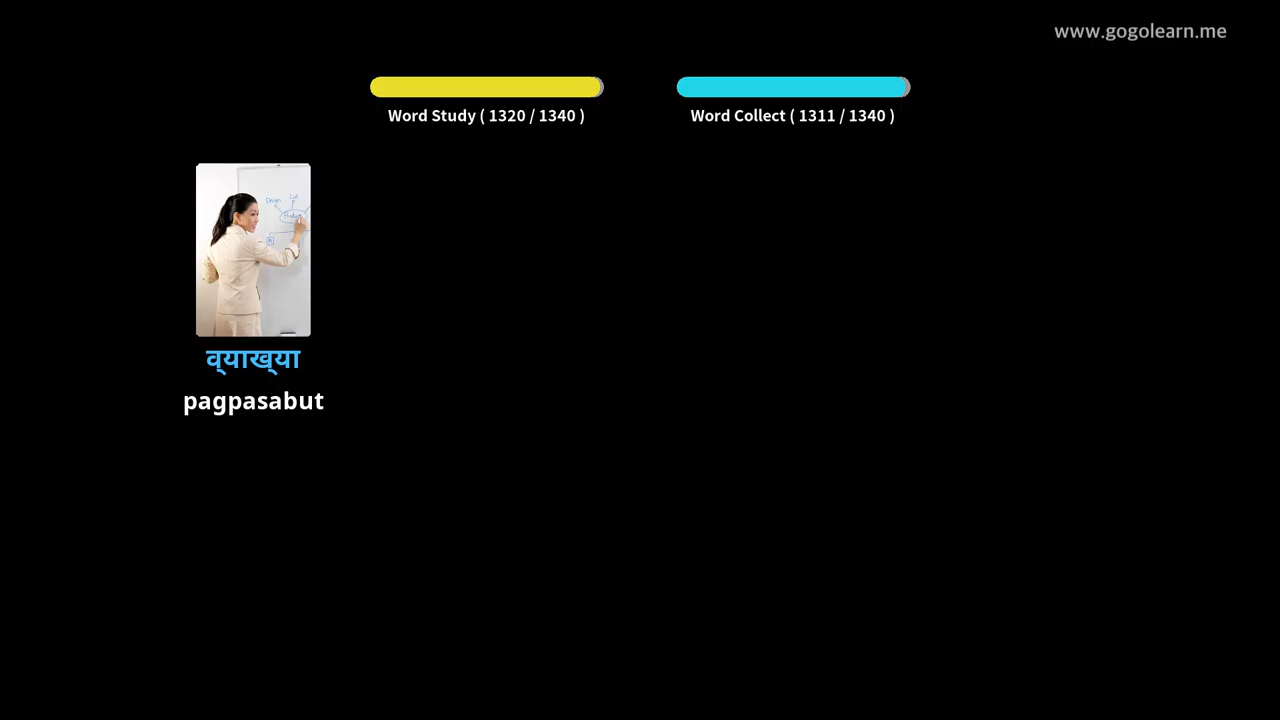 www.gogolearn.me
Word Study ( 1320 / 1340 )
Word Collect ( 1311 / 1340 )
व्याख्या
pagpasabut